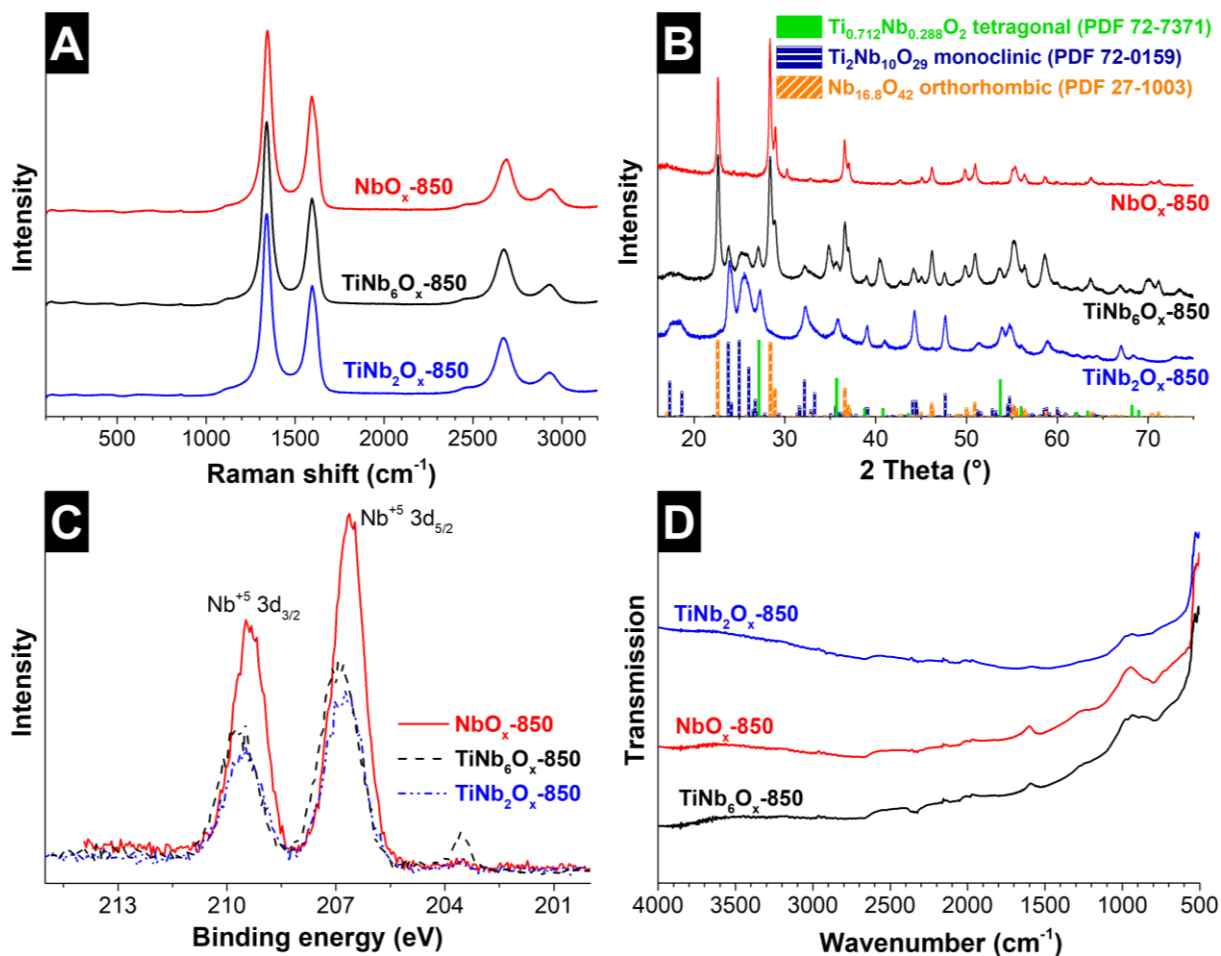 A
Intensity
NbOₓ-850
TiNb₆Oₓ-850
TiNb₂Oₓ-850
500 1000 1500 2000 2500 3000
Raman shift (cm⁻¹)
B
Ti₀.₇₁₂Nb₀.₂₈₈O₂ tetragonal (PDF 72-7371)
Ti₂Nb₁₀O₂₉ monoclinic (PDF 72-0159)
Nb₁₆.₈O₄₂ orthorhombic (PDF 27-1003)
Intensity
NbOₓ-850
TiNb₆Oₓ-850
TiNb₂Oₓ-850
20 30 40 50 60 70
2 Theta (°)
C
Intensity
Nb⁺⁵ 3d₅/₂
Nb⁺⁵ 3d₃/₂
NbOₓ-850
TiNb₆Oₓ-850
TiNb₂Oₓ-850
213 210 207 204 201
Binding energy (eV)
D
Transmission
TiNb₂Oₓ-850
NbOₓ-850
TiNb₆Oₓ-850
4000 3500 3000 2500 2000 1500 1000 500
Wavenumber (cm⁻¹)